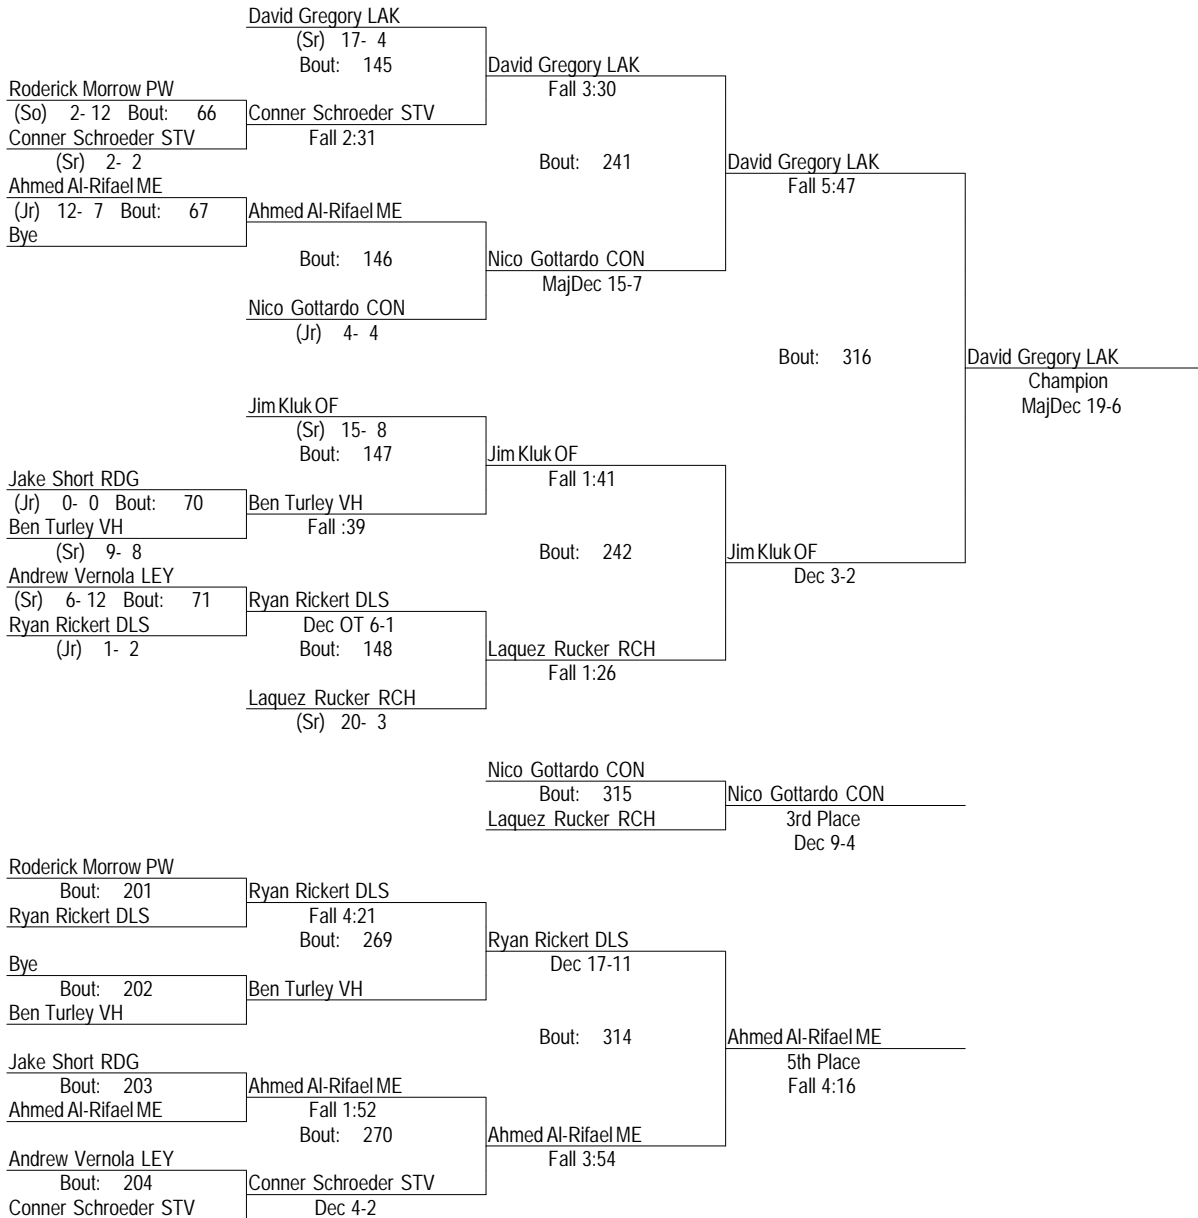 David Gregory LAK
(Sr) 17- 4
Bout: 145
David Gregory LAK
Roderick Morrow PW
Fall 3:30
(So) 2- 12 Bout: 66
Conner Schroeder STV
Conner Schroeder STV
Fall 2:31
(Sr) 2- 2
Bout: 241
David Gregory LAK
Ahmed Al-Rifael ME
Fall 5:47
(Jr) 12- 7 Bout: 67
Ahmed Al-Rifael ME
Bye
Bout: 146
Nico Gottardo CON
MajDec 15-7
Nico Gottardo CON
(Jr) 4- 4
Bout: 316
David Gregory LAK
Champion
MajDec 19-6
Jim Kluk OF
(Sr) 15- 8
Bout: 147
Jim Kluk OF
Jake Short RDG
Fall 1:41
(Jr) 0- 0 Bout: 70
Ben Turley VH
Ben Turley VH
Fall :39
(Sr) 9- 8
Bout: 242
Jim Kluk OF
Andrew Vernola LEY
Dec 3-2
(Sr) 6- 12 Bout: 71
Ryan Rickert DLS
Ryan Rickert DLS
Dec OT 6-1
(Jr) 1- 2
Bout: 148
Laquez Rucker RCH
Fall 1:26
Laquez Rucker RCH
(Sr) 20- 3
Nico Gottardo CON
Bout: 315
Nico Gottardo CON
Laquez Rucker RCH
3rd Place
Dec 9-4
Roderick Morrow PW
Bout: 201
Ryan Rickert DLS
Ryan Rickert DLS
Fall 4:21
Bout: 269
Ryan Rickert DLS
Bye
Dec 17-11
Bout: 202
Ben Turley VH
Ben Turley VH
Bout: 314
Ahmed Al-Rifael ME
Jake Short RDG
5th Place
Bout: 203
Ahmed Al-Rifael ME
Fall 4:16
Ahmed Al-Rifael ME
Fall 1:52
Bout: 270
Ahmed Al-Rifael ME
Andrew Vernola LEY
Fall 3:54
Bout: 204
Conner Schroeder STV
Conner Schroeder STV
Dec 4-2